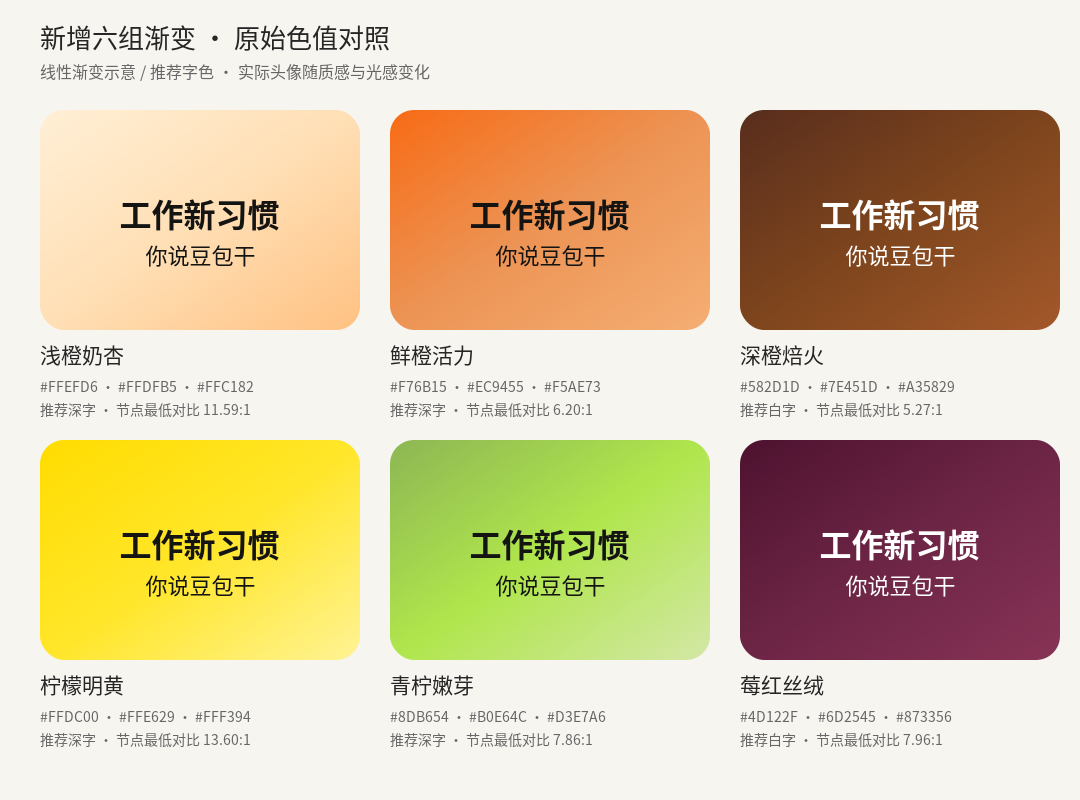 新增六组渐变 · 原始色值对照
线性渐变示意 / 推荐字色 · 实际头像随质感与光感变化
工作新习惯
你说豆包干
浅橙奶杏
#FFEFD6 · #FFDFB5 · #FFC182
推荐深字 · 节点最低对比 11.59:1
工作新习惯
你说豆包干
鲜橙活力
#F76B15 · #EC9455 · #F5AE73
推荐深字 · 节点最低对比 6.20:1
工作新习惯
你说豆包干
深橙焙火
#582D1D · #7E451D · #A35829
推荐白字 · 节点最低对比 5.27:1
工作新习惯
你说豆包干
柠檬明黄
#FFDC00 · #FFE629 · #FFF394
推荐深字 · 节点最低对比 13.60:1
工作新习惯
你说豆包干
青柠嫩芽
#8DB654 · #B0E64C · #D3E7A6
推荐深字 · 节点最低对比 7.86:1
工作新习惯
你说豆包干
莓红丝绒
#4D122F · #6D2545 · #873356
推荐白字 · 节点最低对比 7.96:1